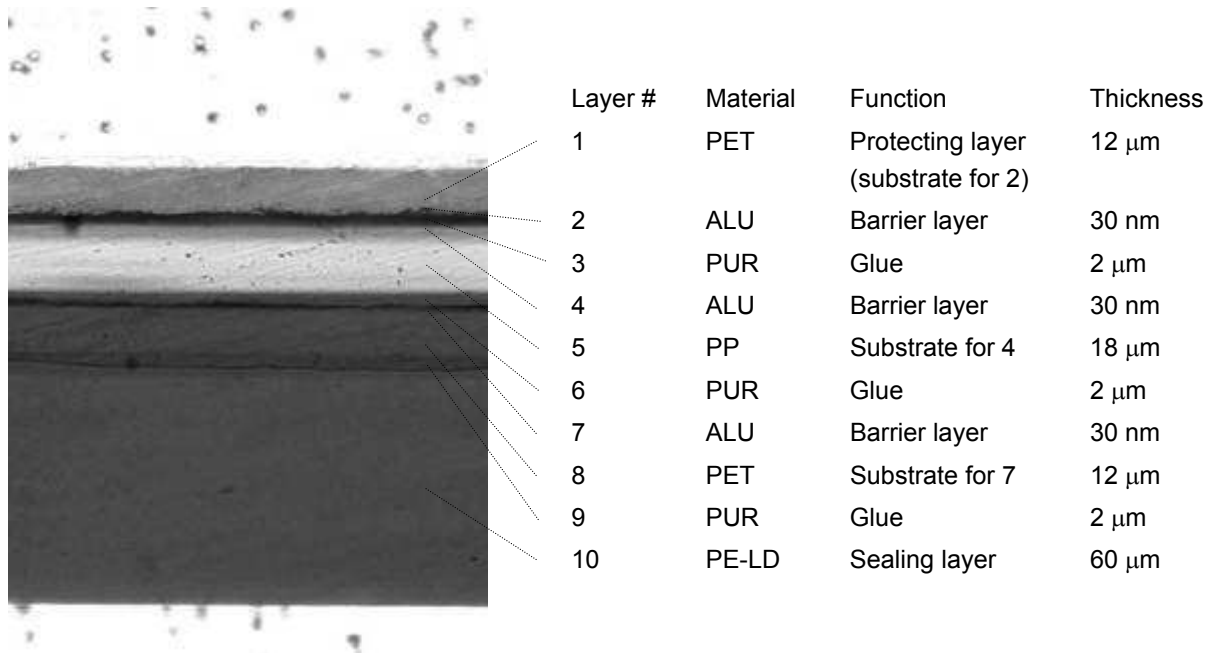 Layer # Material Function Thickness
1 PET Protecting layer 12 μm
(substrate for 2)
2 ALU Barrier layer 30 nm
3 PUR Glue 2 μm
4 ALU Barrier layer 30 nm
5 PP Substrate for 4 18 μm
6 PUR Glue 2 μm
7 ALU Barrier layer 30 nm
8 PET Substrate for 7 12 μm
9 PUR Glue 2 μm
10 PE-LD Sealing layer 60 μm